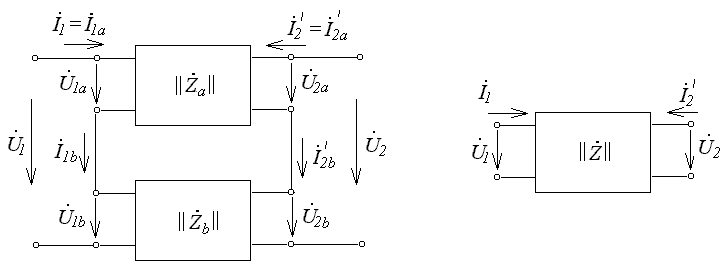 İ₁ = İ₁ₐ
İ₂′ = İ₂ₐ′
U̇₁ₐ
‖Żₐ‖
U̇₂ₐ
U̇₁
İ₁b
İ₂b′
U̇₂
U̇₁b
‖Żb‖
U̇₂b
İ₁
İ₂′
U̇₁
‖Ż‖
U̇₂